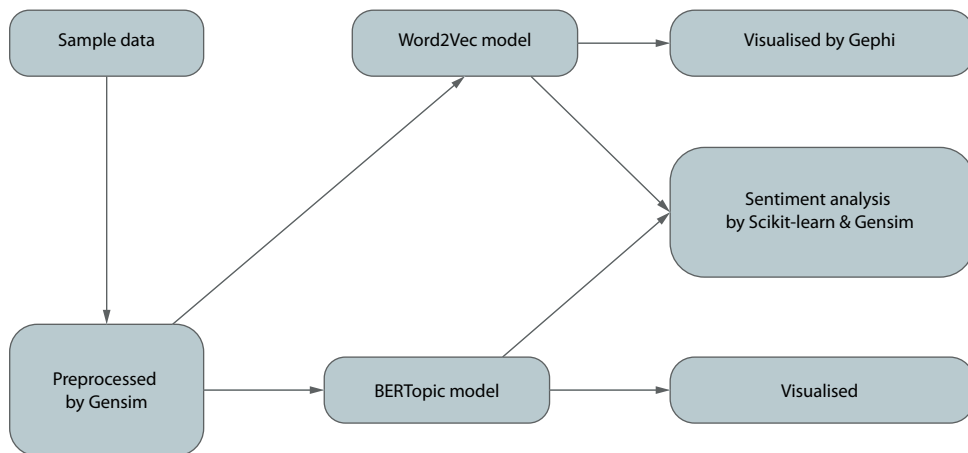 Sample data
Word2Vec model
Visualised by Gephi
Sentiment analysis
by Scikit-learn & Gensim
Preprocessed
by Gensim
BERTopic model
Visualised